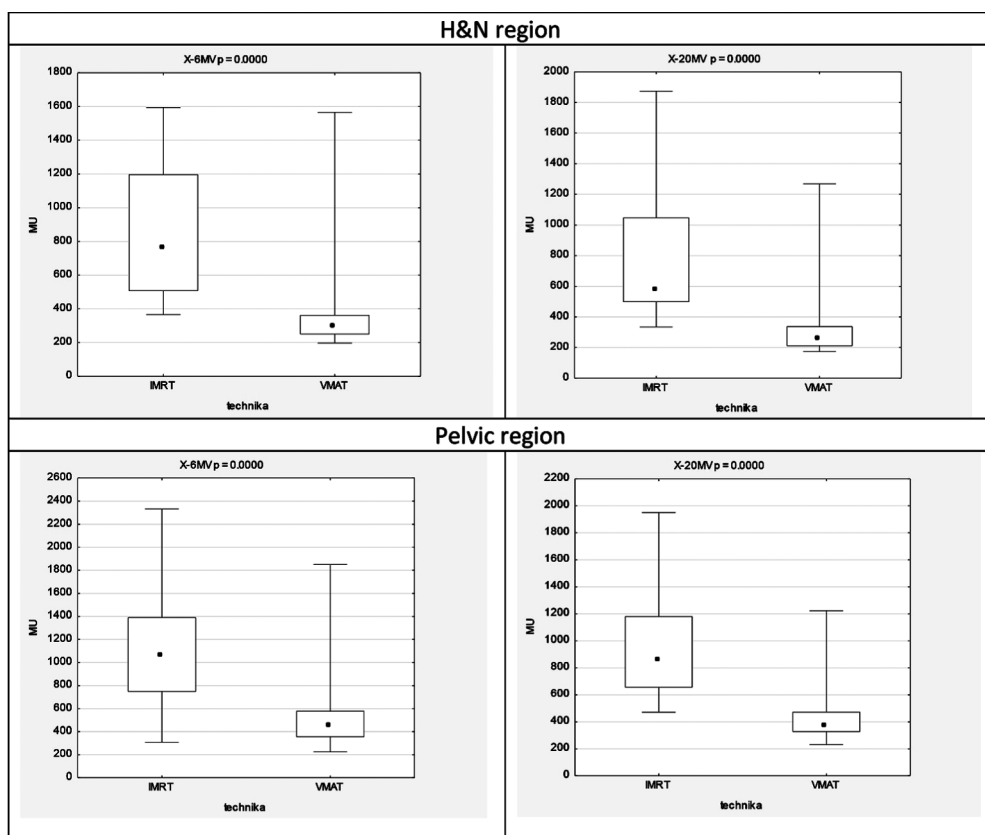 H&N region
X-6MV p = 0.0000
1800
1600
1400
1200
1000
800
600
400
200
0
MU
IMRT
VMAT
technika
X-20MV p = 0.0000
2000
1800
1600
1400
1200
1000
800
600
400
200
0
MU
IMRT
VMAT
technika
Pelvic region
X-6MV p = 0.0000
2600
2400
2200
2000
1800
1600
1400
1200
1000
800
600
400
200
0
MU
IMRT
VMAT
technika
X-20MV p = 0.0000
2200
2000
1800
1600
1400
1200
1000
800
600
400
200
0
MU
IMRT
VMAT
technika